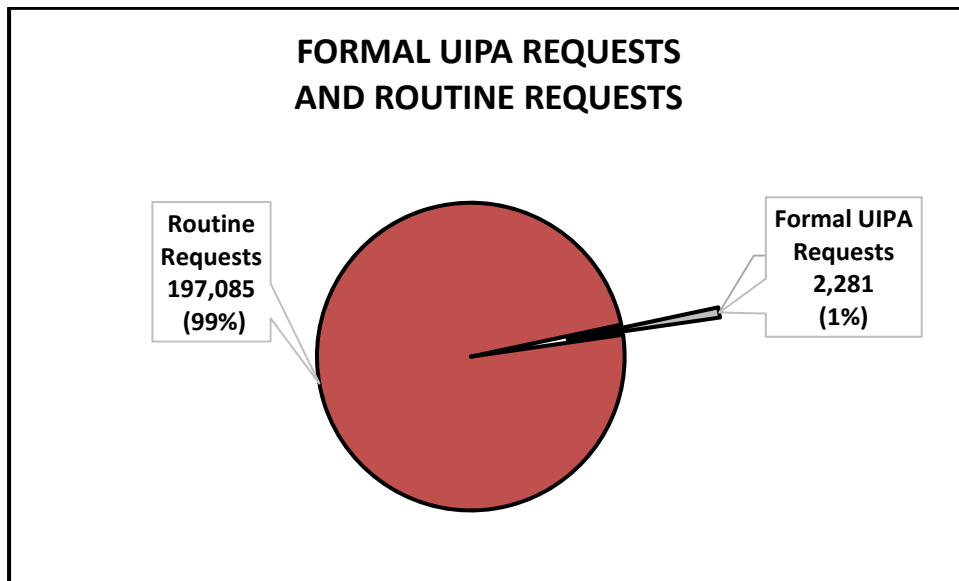 FORMAL UIPA REQUESTS
AND ROUTINE REQUESTS
Routine
Requests
197,085
(99%)
Formal UIPA
Requests
2,281
(1%)